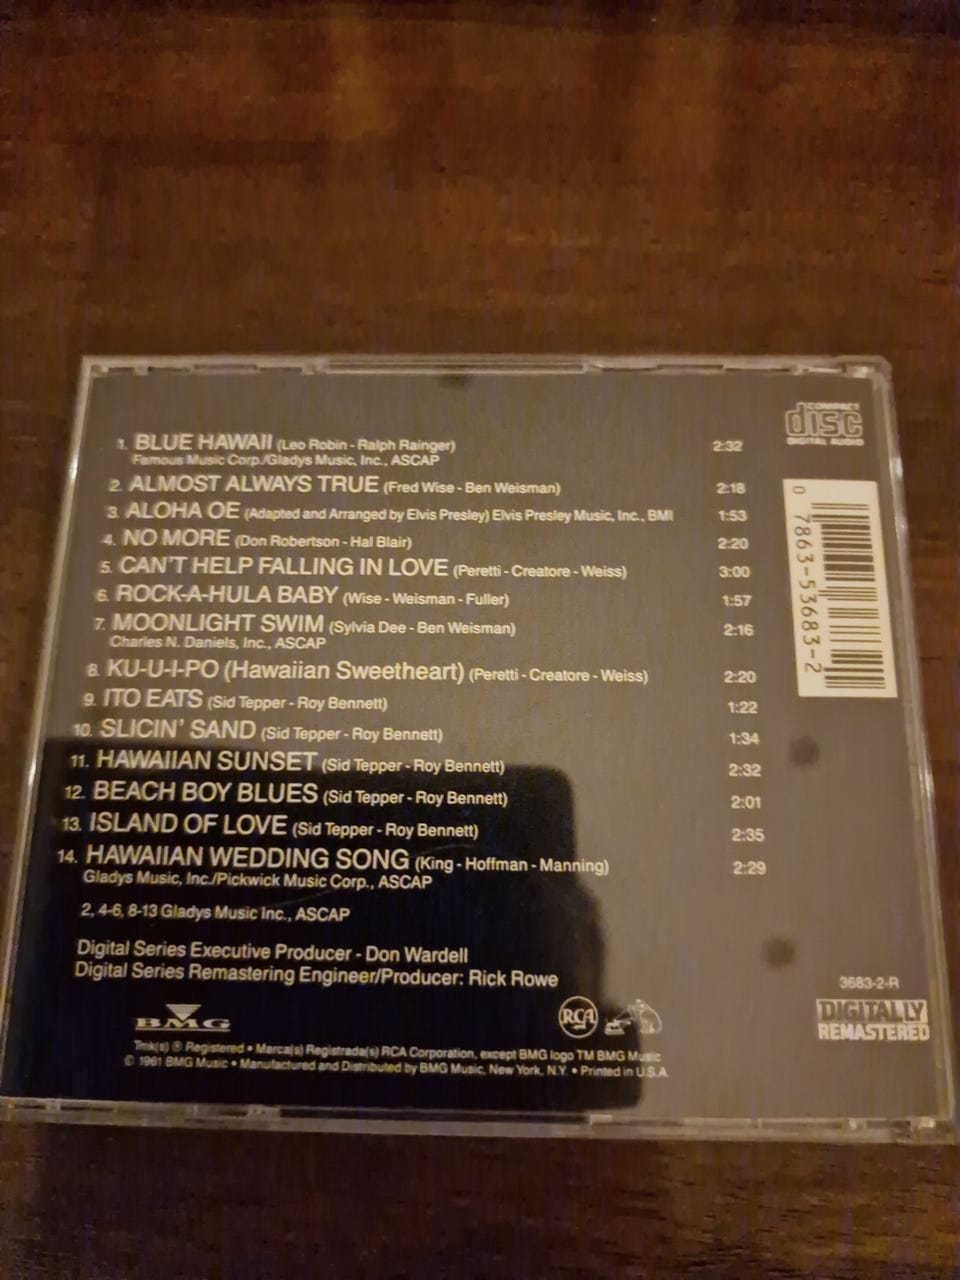 COMPACT
disc
DIGITAL AUDIO
1. BLUE HAWAII (Leo Robin - Ralph Rainger) 2:32
Famous Music Corp./Gladys Music, Inc., ASCAP
2. ALMOST ALWAYS TRUE (Fred Wise - Ben Weisman) 2:18
3. ALOHA OE (Adapted and Arranged by Elvis Presley) Elvis Presley Music, Inc., BMI 1:53
4. NO MORE (Don Robertson - Hal Blair) 2:20
5. CAN'T HELP FALLING IN LOVE (Peretti - Creatore - Weiss) 3:00
6. ROCK-A-HULA BABY (Wise - Weisman - Fuller) 1:57
7. MOONLIGHT SWIM (Sylvia Dee - Ben Weisman) 2:16
Charles N. Daniels, Inc., ASCAP
8. KU-U-I-PO (Hawaiian Sweetheart) (Peretti - Creatore - Weiss) 2:20
9. ITO EATS (Sid Tepper - Roy Bennett) 1:22
10. SLICIN' SAND (Sid Tepper - Roy Bennett) 1:34
11. HAWAIIAN SUNSET (Sid Tepper - Roy Bennett) 2:32
12. BEACH BOY BLUES (Sid Tepper - Roy Bennett) 2:01
13. ISLAND OF LOVE (Sid Tepper - Roy Bennett) 2:35
14. HAWAIIAN WEDDING SONG (King - Hoffman - Manning) 2:29
Gladys Music, Inc./Pickwick Music Corp., ASCAP
2, 4-6, 8-13 Gladys Music Inc., ASCAP
Digital Series Executive Producer - Don Wardell
Digital Series Remastering Engineer/Producer: Rick Rowe
0 7863-53683-2
3683-2-R
DIGITALLY
REMASTERED
BMG
RCA
Tmk(s) ® Registered • Marca(s) Registrada(s) RCA Corporation, except BMG logo TM BMG Music
© 1961 BMG Music • Manufactured and Distributed by BMG Music, New York, N.Y. • Printed in U.S.A.